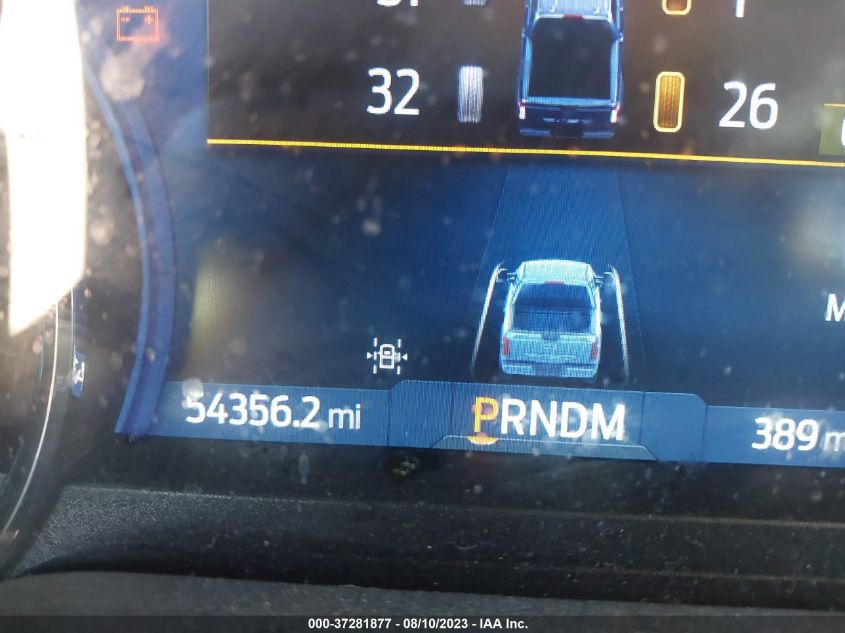 32 26
54356.2 mi PRNDM 389
000-37281877 - 08/10/2023 - IAA Inc.